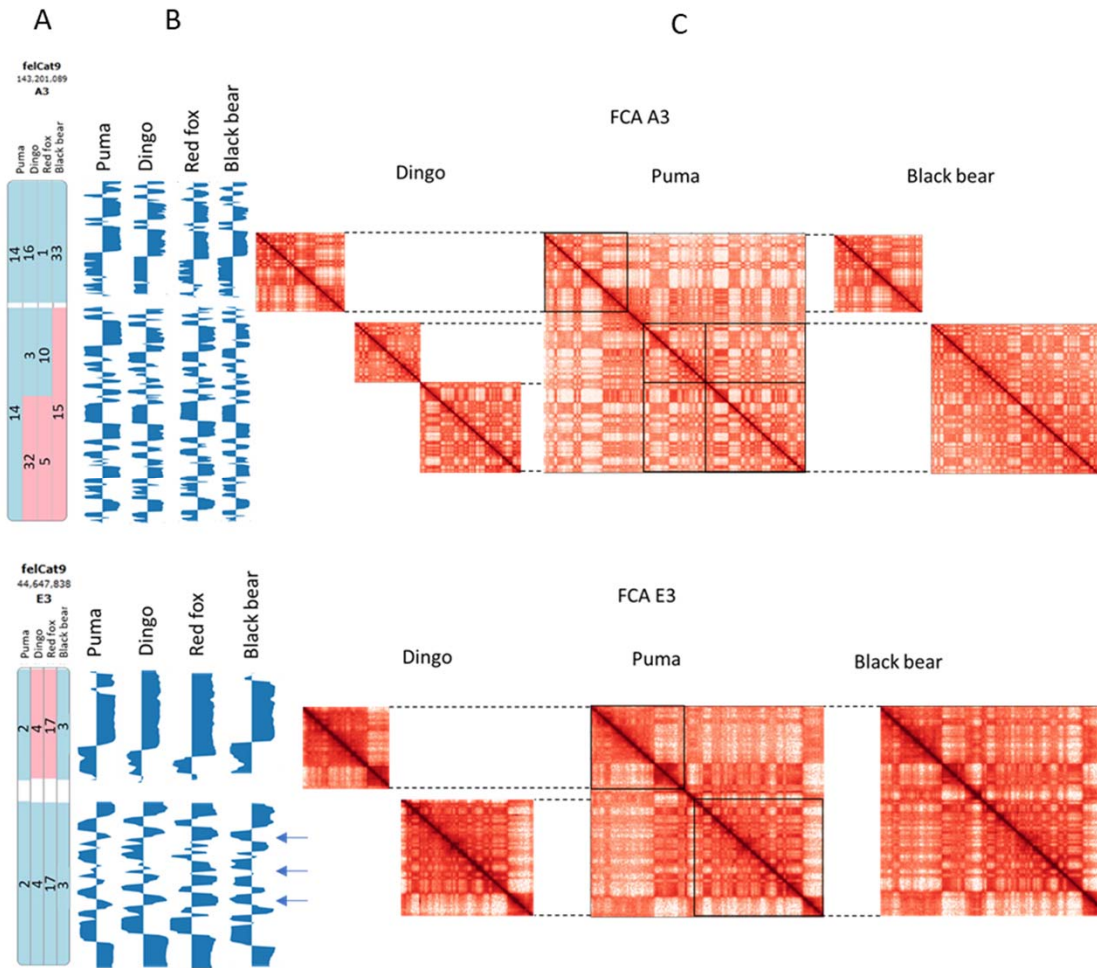 A
B
C
felCat9
143,201,089
A3
Puma
Dingo
Red fox
Black bear
Puma
Dingo
Red fox
Black bear
14
16
1
33
3
10
14
15
32
5
FCA A3
Dingo
Puma
Black bear
felCat9
44,647,838
E3
Puma
Dingo
Red fox
Black bear
Puma
Dingo
Red fox
Black bear
2
4
17
3
2
4
17
3
FCA E3
Dingo
Puma
Black bear